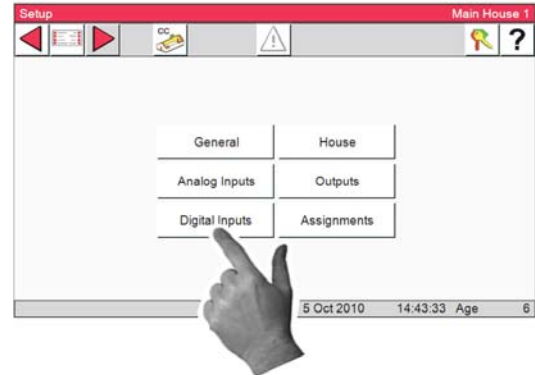 Setup Main House 1
CC ?
General House
Analog Inputs Outputs
Digital Inputs Assignments
5 Oct 2010 14:43:33 Age 6